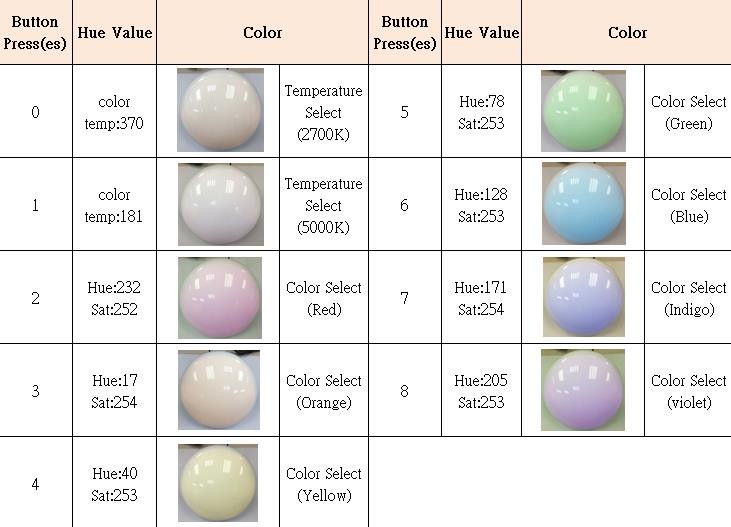 Button
Press(es)
Hue Value
Color
Button
Press(es)
Hue Value
Color
0
color
temp:370
Temperature
Select
(2700K)
5
Hue:78
Sat:253
Color Select
(Green)
1
color
temp:181
Temperature
Select
(5000K)
6
Hue:128
Sat:253
Color Select
(Blue)
2
Hue:232
Sat:252
Color Select
(Red)
7
Hue:171
Sat:254
Color Select
(Indigo)
3
Hue:17
Sat:254
Color Select
(Orange)
8
Hue:205
Sat:253
Color Select
(violet)
4
Hue:40
Sat:253
Color Select
(Yellow)